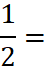 1/2 =